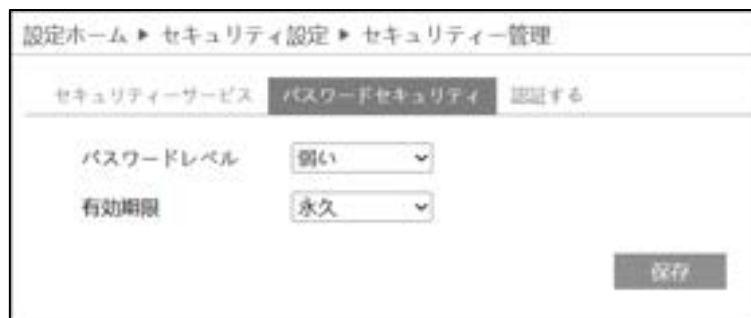 設定ホーム ▶ セキュリティ設定 ▶ セキュリティー管理
セキュリティーサービス パスワードセキュリティ 認証する
パスワードレベル 弱い
有効期限 永久
保存